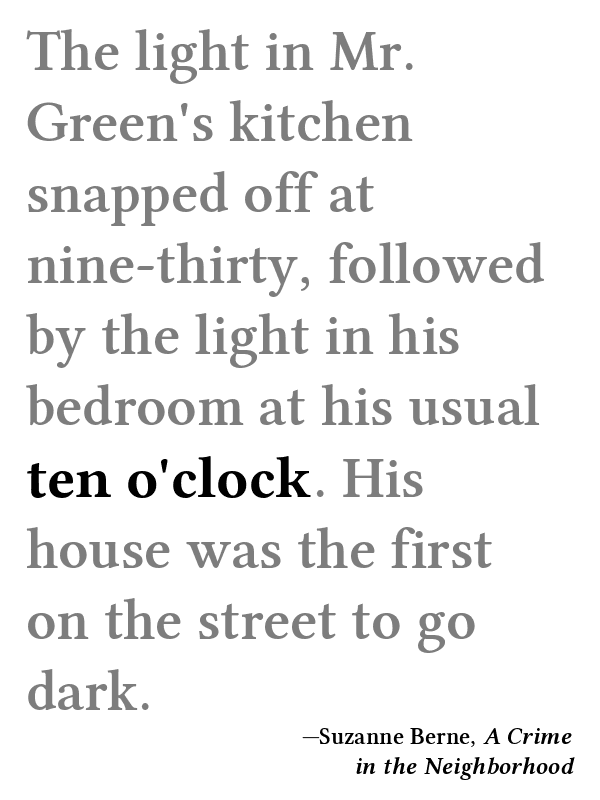 The light in Mr.
Green's kitchen
snapped off at
nine-thirty, followed
by the light in his
bedroom at his usual
ten o'clock. His
house was the first
on the street to go
dark.
—Suzanne Berne, A Crime
in the Neighborhood